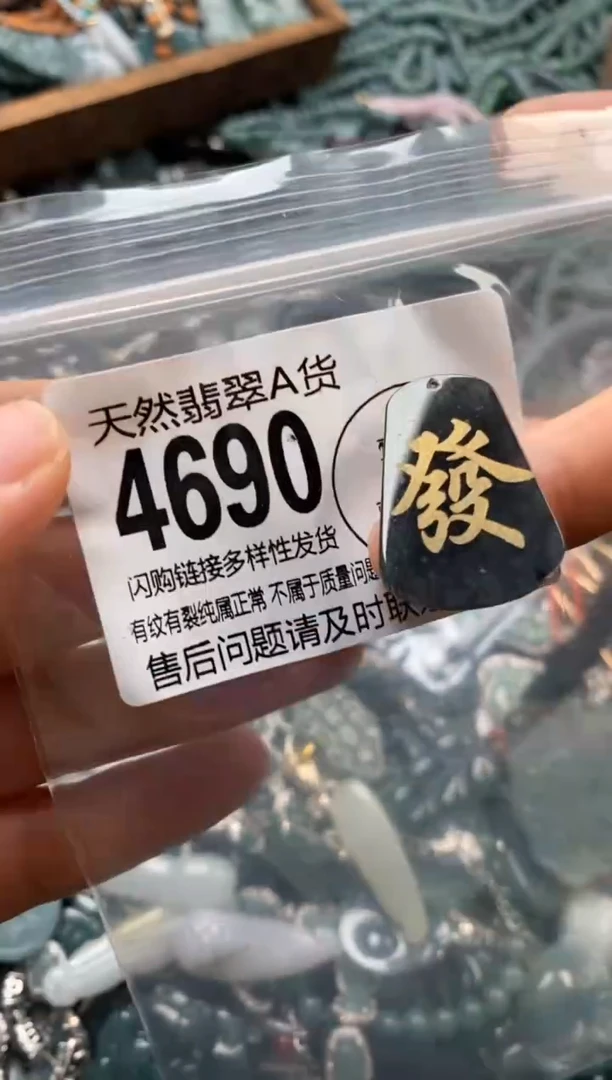 天然翡翠A货
4690
闪购链接多样性发货
有纹有裂纯属正常 不属于质量问题
售后问题请及时联
發